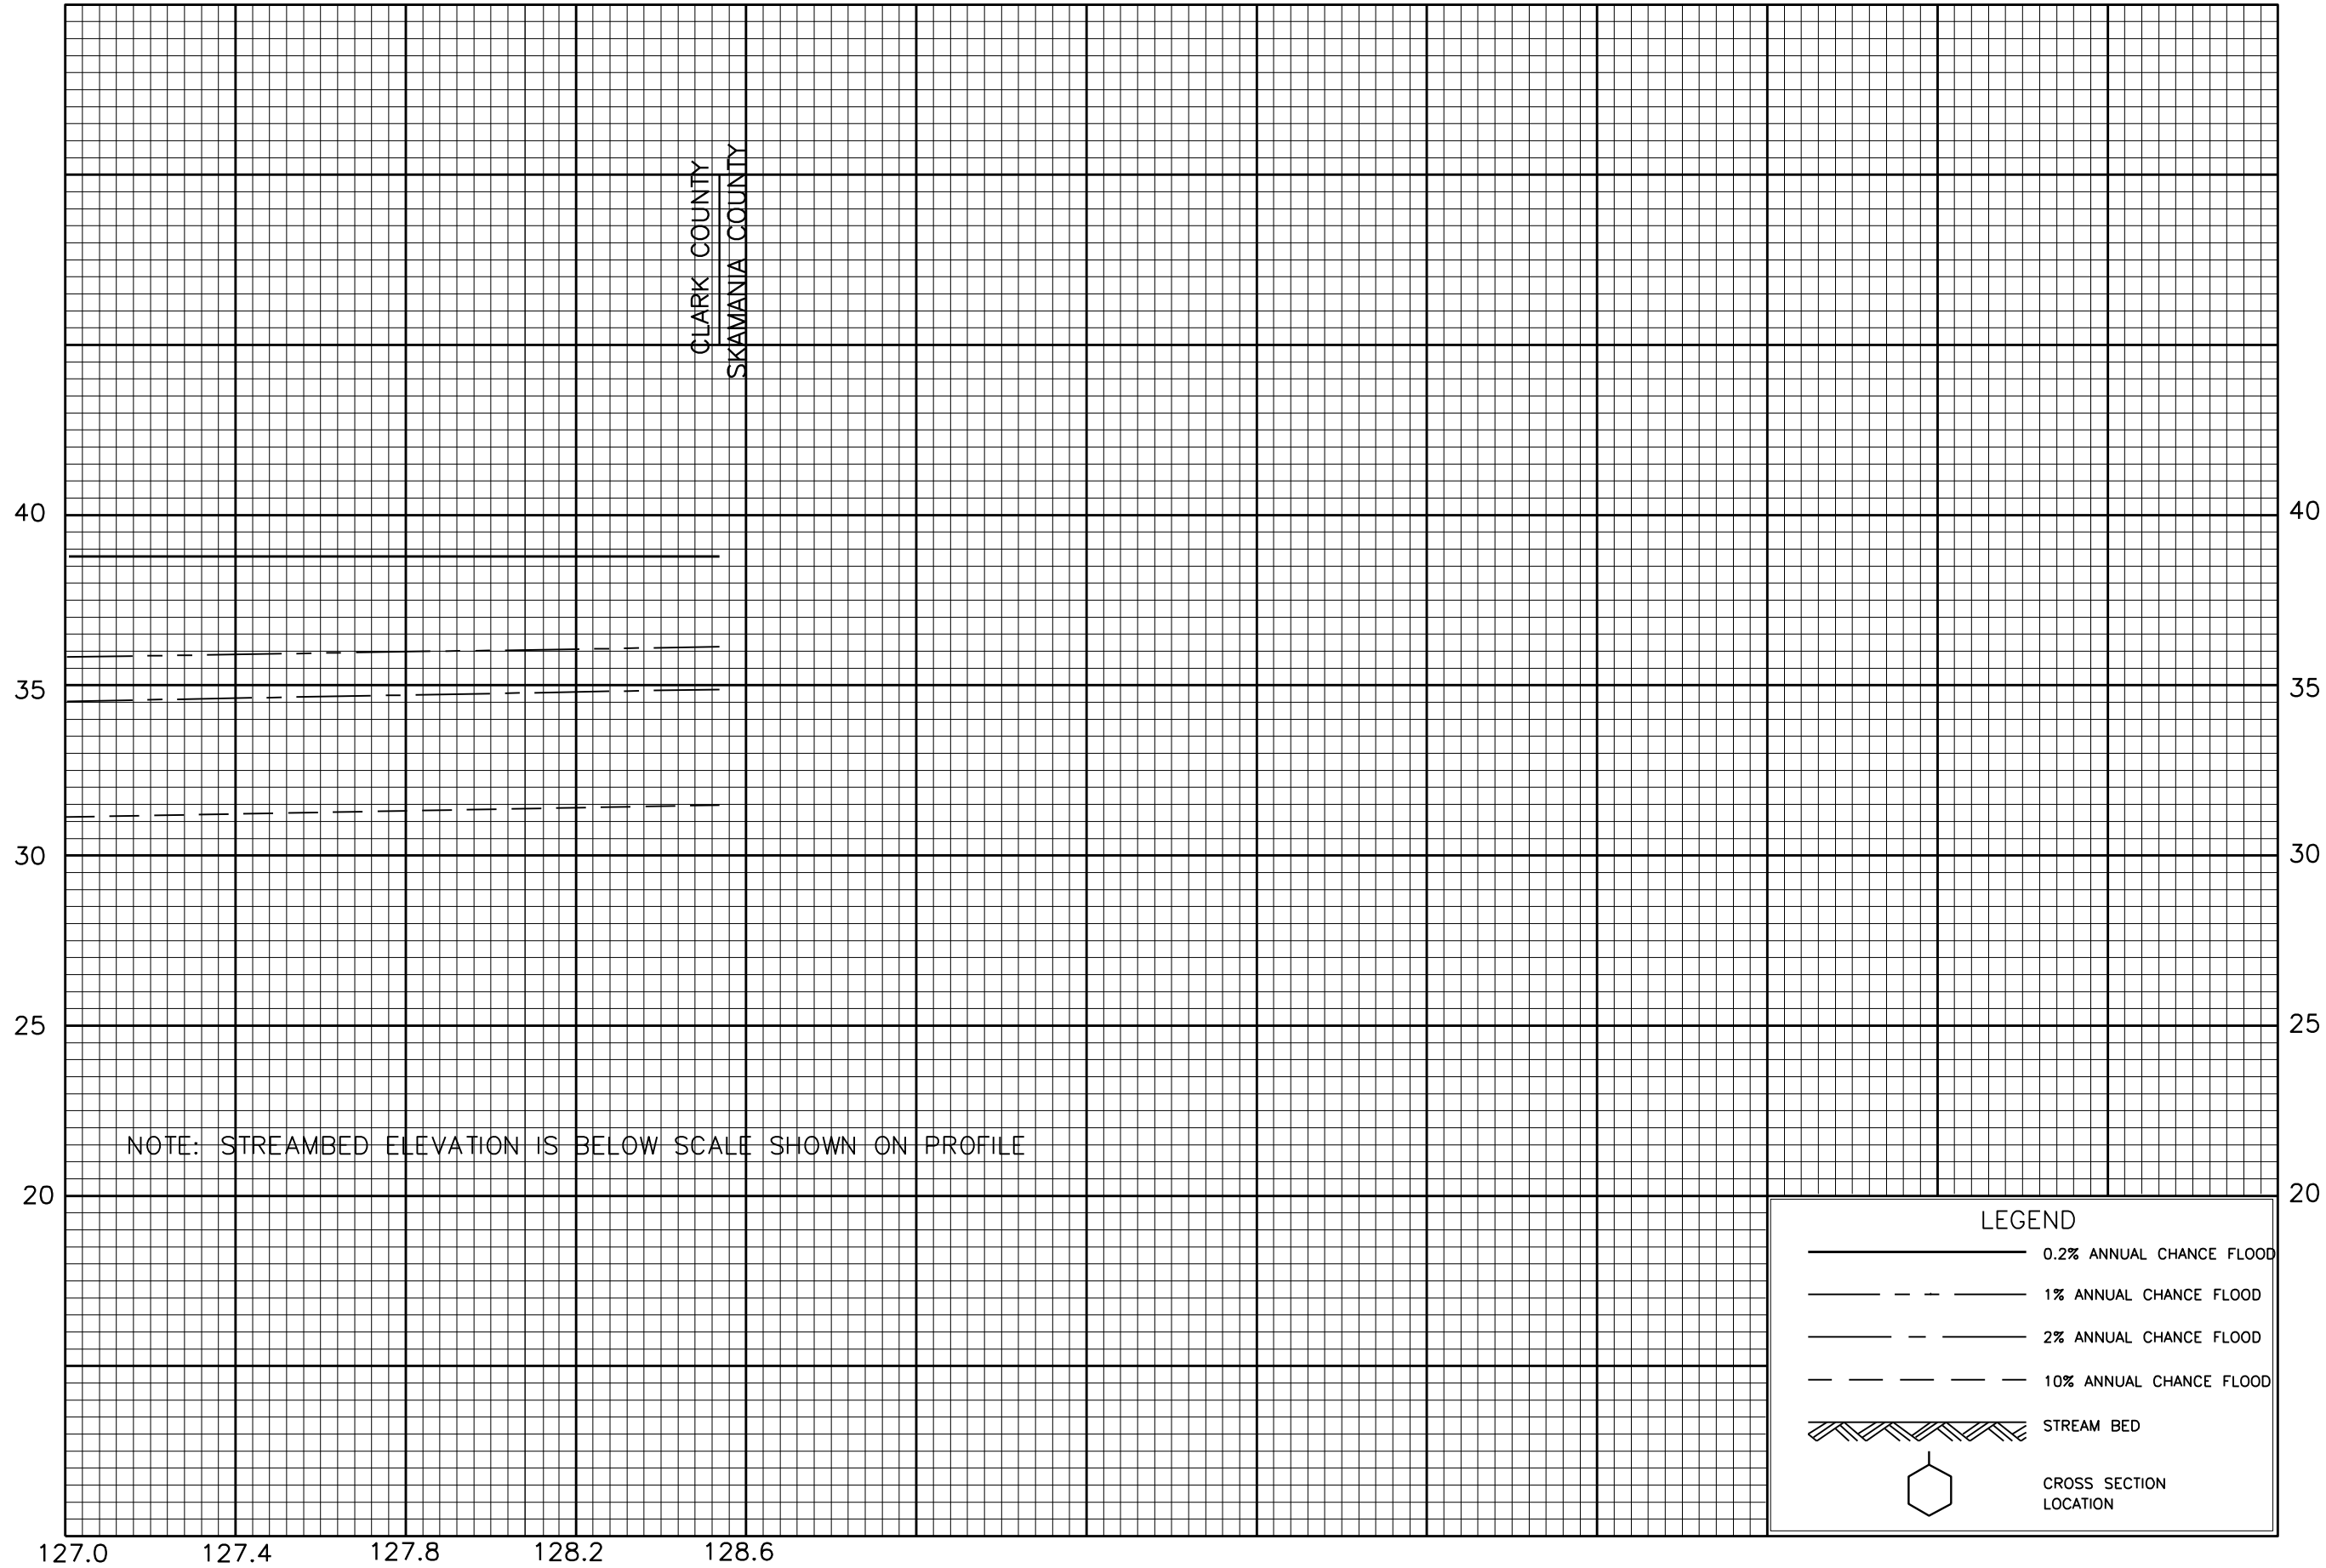 CLARK COUNTY
SKAMANIA COUNTY
40
40
35
35
30
30
25
25
NOTE: STREAMBED ELEVATION IS BELOW SCALE SHOWN ON PROFILE
20
20
LEGEND
0.2% ANNUAL CHANCE FLOOD
1% ANNUAL CHANCE FLOOD
2% ANNUAL CHANCE FLOOD
10% ANNUAL CHANCE FLOOD
STREAM BED
CROSS SECTION
LOCATION
127.0 127.4 127.8 128.2 128.6